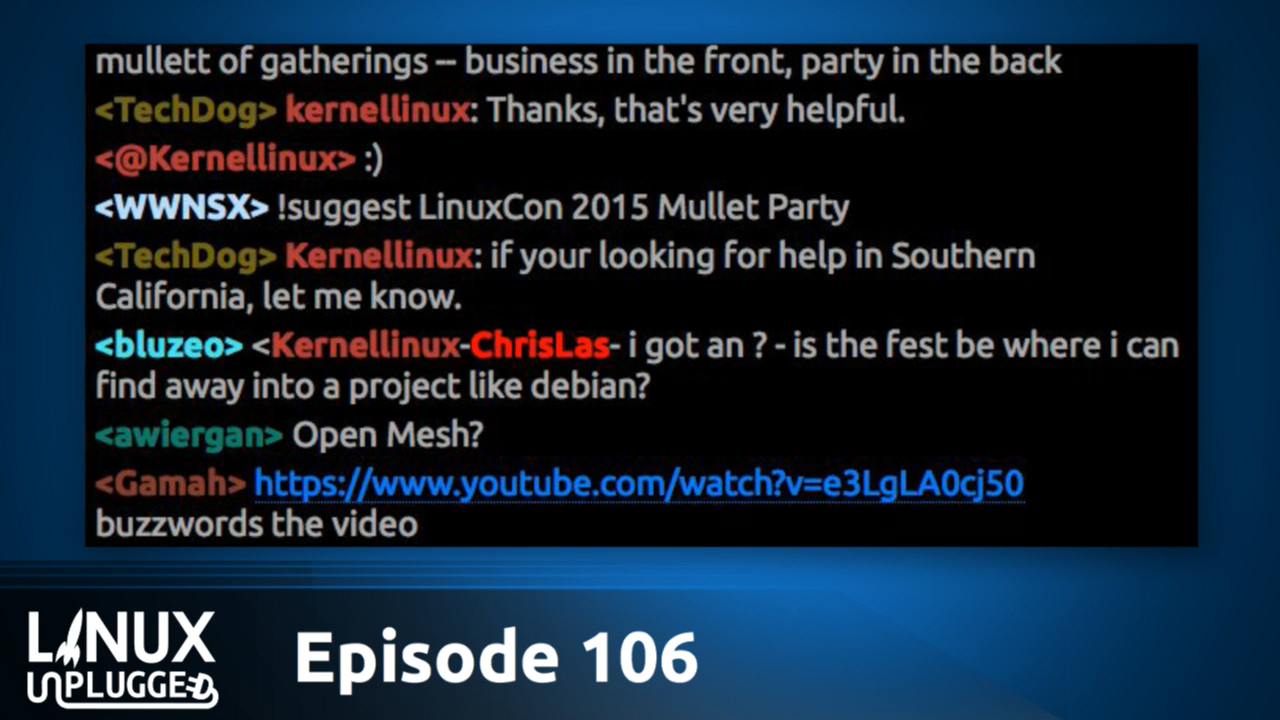 mullett of gatherings -- business in the front, party in the back
<TechDog> kernellinux: Thanks, that's very helpful.
<@Kernellinux> :)
<WWNSX> !suggest LinuxCon 2015 Mullet Party
<TechDog> Kernellinux: if your looking for help in Southern
California, let me know.
<bluzeo> <Kernellinux-ChrisLas- i got an ? - is the fest be where i can
find away into a project like debian?
<awiergan> Open Mesh?
<Gamah> https://www.youtube.com/watch?v=e3LgLA0cj50
buzzwords the video
LINUX
UNPLUGGED
Episode 106